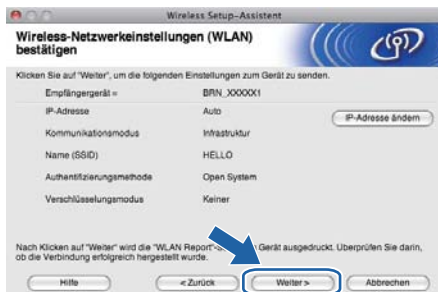 Wireless Setup-Assistent
Wireless-Netzwerkeinstellungen (WLAN)
bestätigen
Klicken Sie auf "Weiter", um die folgenden Einstellungen zum Gerät zu senden.
Empfängergerät = BRN_XXXXX1
IP-Adresse Auto
IP-Adresse ändern
Kommunikationsmodus Infrastruktur
Name (SSID) HELLO
Authentifizierungsmethode Open System
Verschlüsselungsmodus Keiner
Nach Klicken auf "Weiter" wird die "WLAN Report"- Gerät ausgedruckt. Überprüfen Sie darin,
ob die Verbindung erfolgreich hergestellt wurde.
Hilfe < Zurück Weiter > Abbrechen